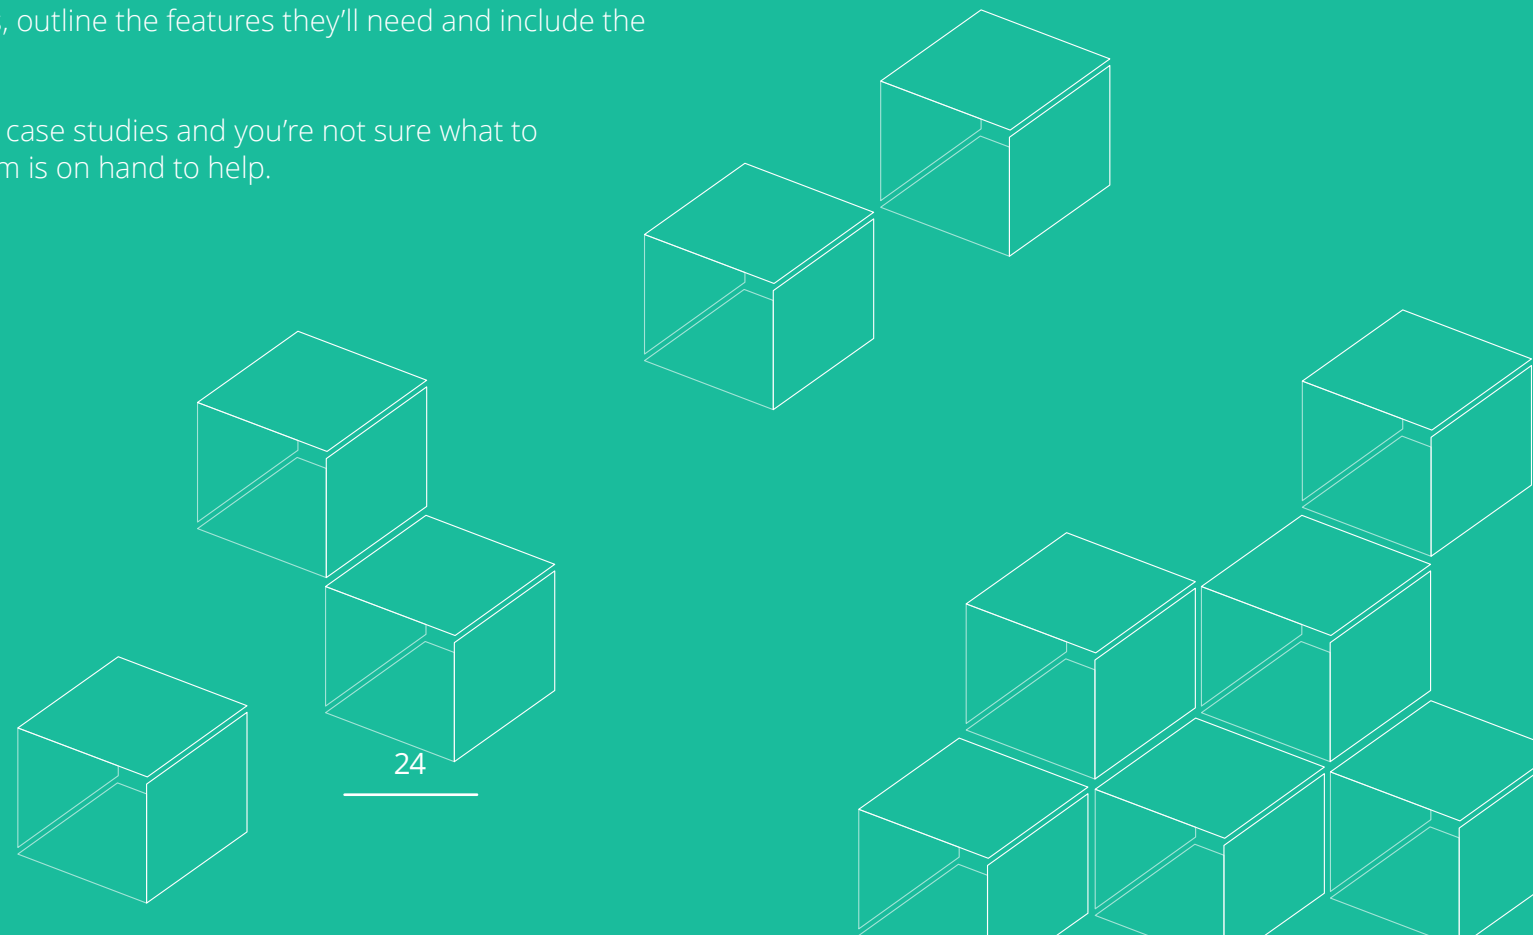 , outline the features they’ll need and include the
case studies and you’re not sure what to
is on hand to help.
24